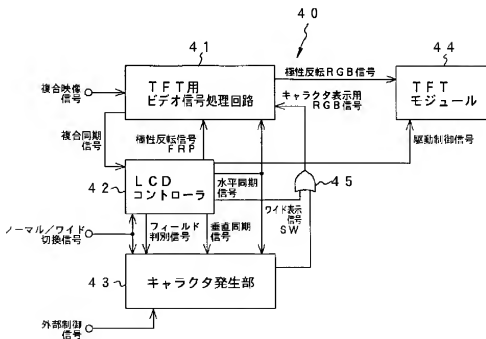 40
41
TFT用
ビデオ信号処理回路
極性反転RGB信号
キャラクタ表示用
RGB信号
44
TFT
モジュール
複合映像
信号
複合同期
信号
極性反転信号
FRP
駆動制御信号
42
LCD
コントローラ
水平同期
信号
45
ワイド表示
信号
SW
ノーマル/ワイド
切換信号
フィールド
判別信号
垂直同期
信号
43
キャラクタ発生部
外部制御
信号